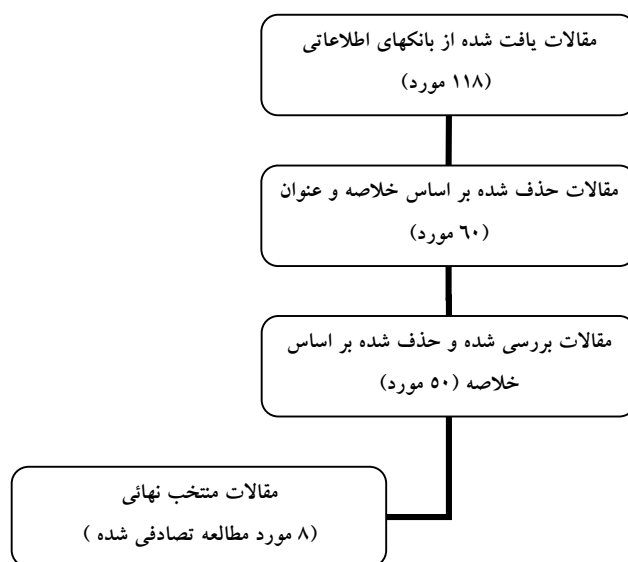 مقالات یافت شده از بانکهای اطلاعاتی
(۱۱۸ مورد)
مقالات حذف شده بر اساس خلاصه و عنوان
(٦۰ مورد)
مقالات بررسی شده و حذف شده بر اساس
خلاصه (۵۰ مورد)
مقالات منتخب نهائی
(۸ مورد مطالعه تصادفی شده )